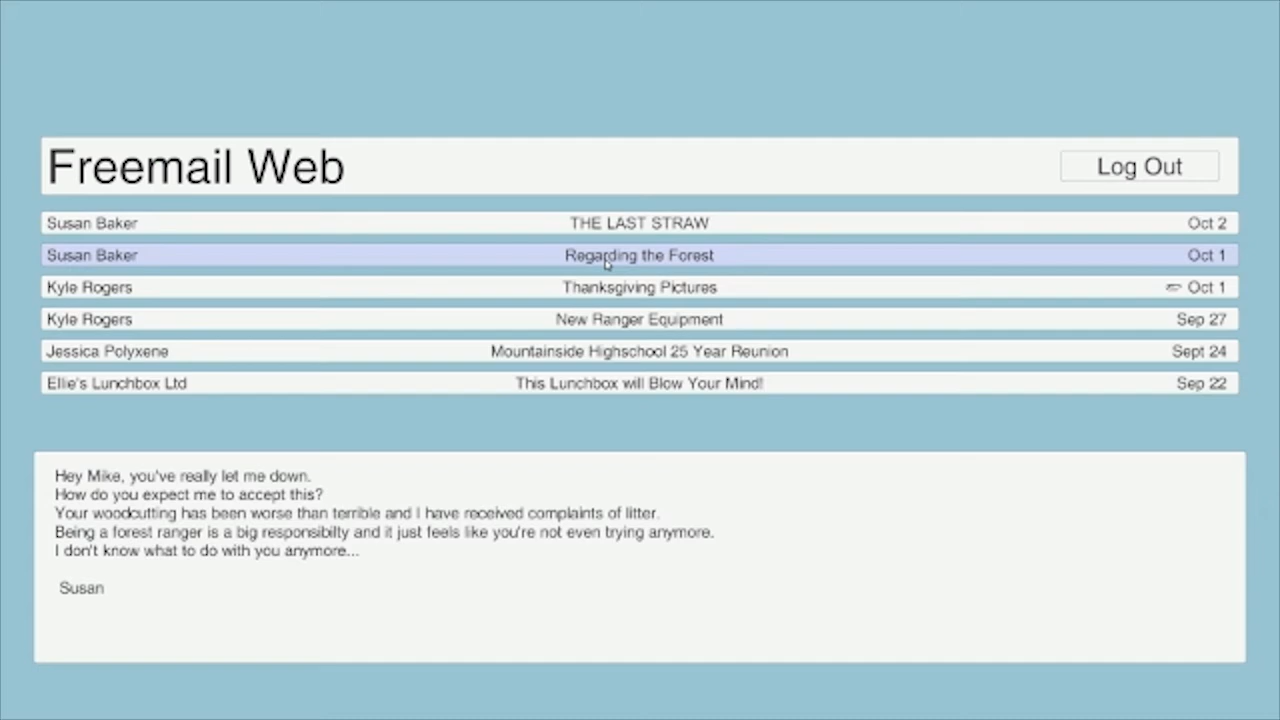 Freemail Web
Log Out
Susan Baker THE LAST STRAW Oct 2
Susan Baker Regarding the Forest Oct 1
Kyle Rogers Thanksgiving Pictures Oct 1
Kyle Rogers New Ranger Equipment Sep 27
Jessica Polyxene Mountainside Highschool 25 Year Reunion Sept 24
Ellie's Lunchbox Ltd This Lunchbox will Blow Your Mind! Sep 22
Hey Mike, you've really let me down.
How do you expect me to accept this?
Your woodcutting has been worse than terrible and I have received complaints of litter.
Being a forest ranger is a big responsibilty and it just feels like you're not even trying anymore.
I don't know what to do with you anymore...
Susan